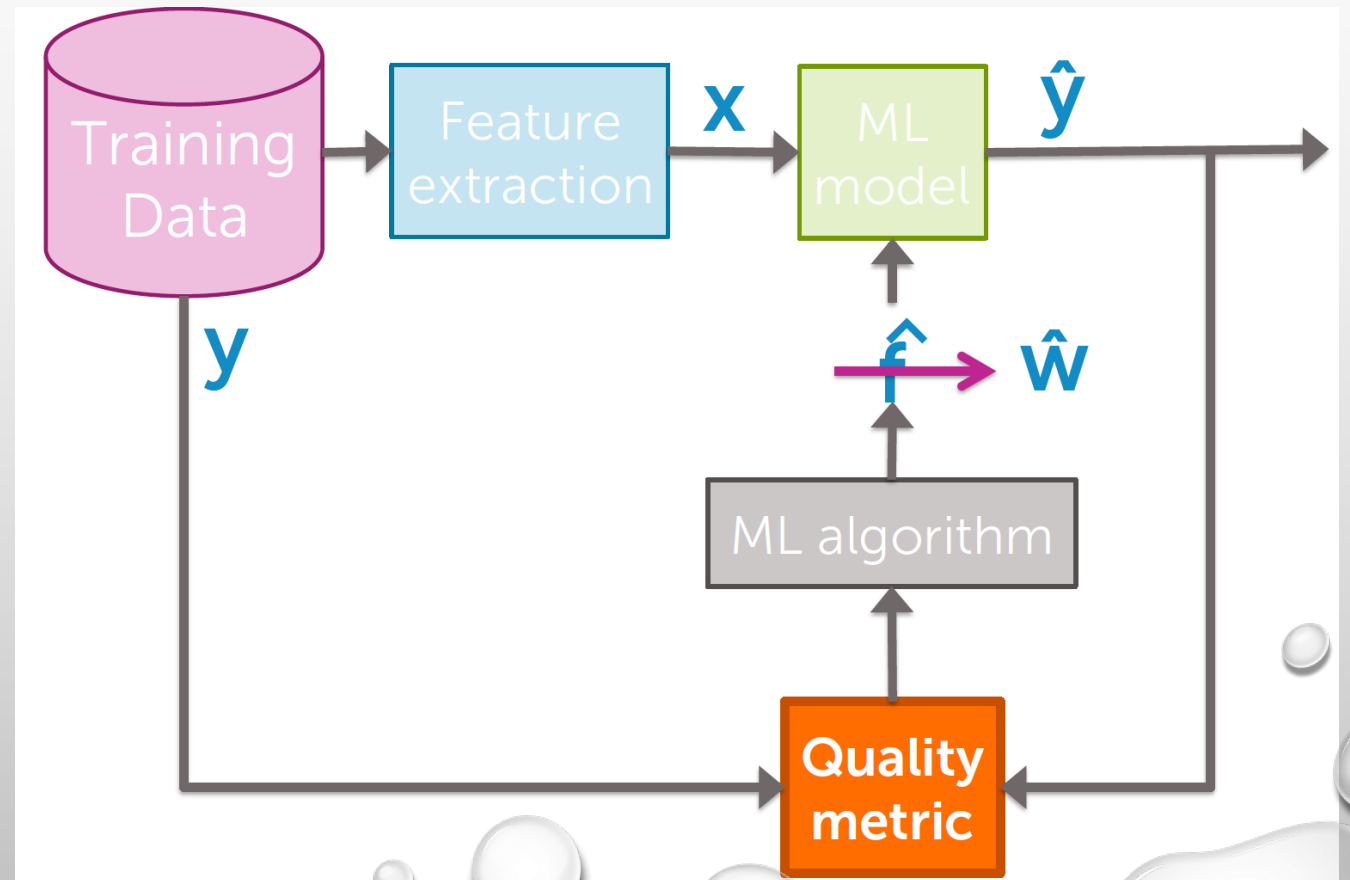 Training
Data
Feature
extraction
x
ML
model
ŷ
y
f̂
ŵ
ML algorithm
Quality
metric